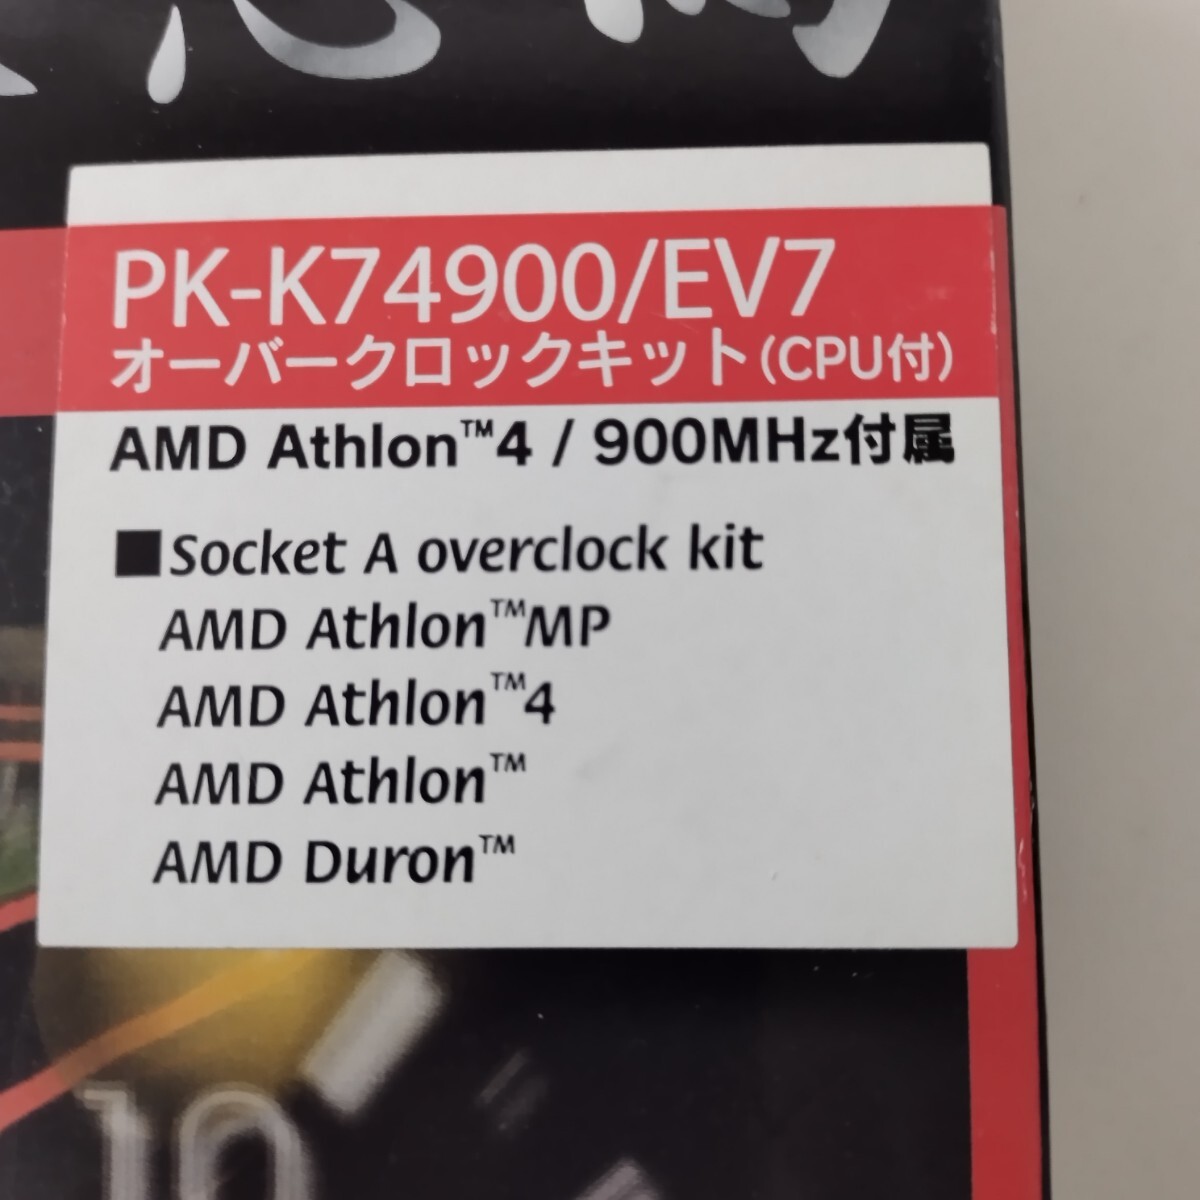 PK-K74900/EV7
オーバークロックキット(CPU付)
AMD Athlon™4 / 900MHz付属
■Socket A overclock kit
AMD Athlon™MP
AMD Athlon™4
AMD Athlon™
AMD Duron™
10